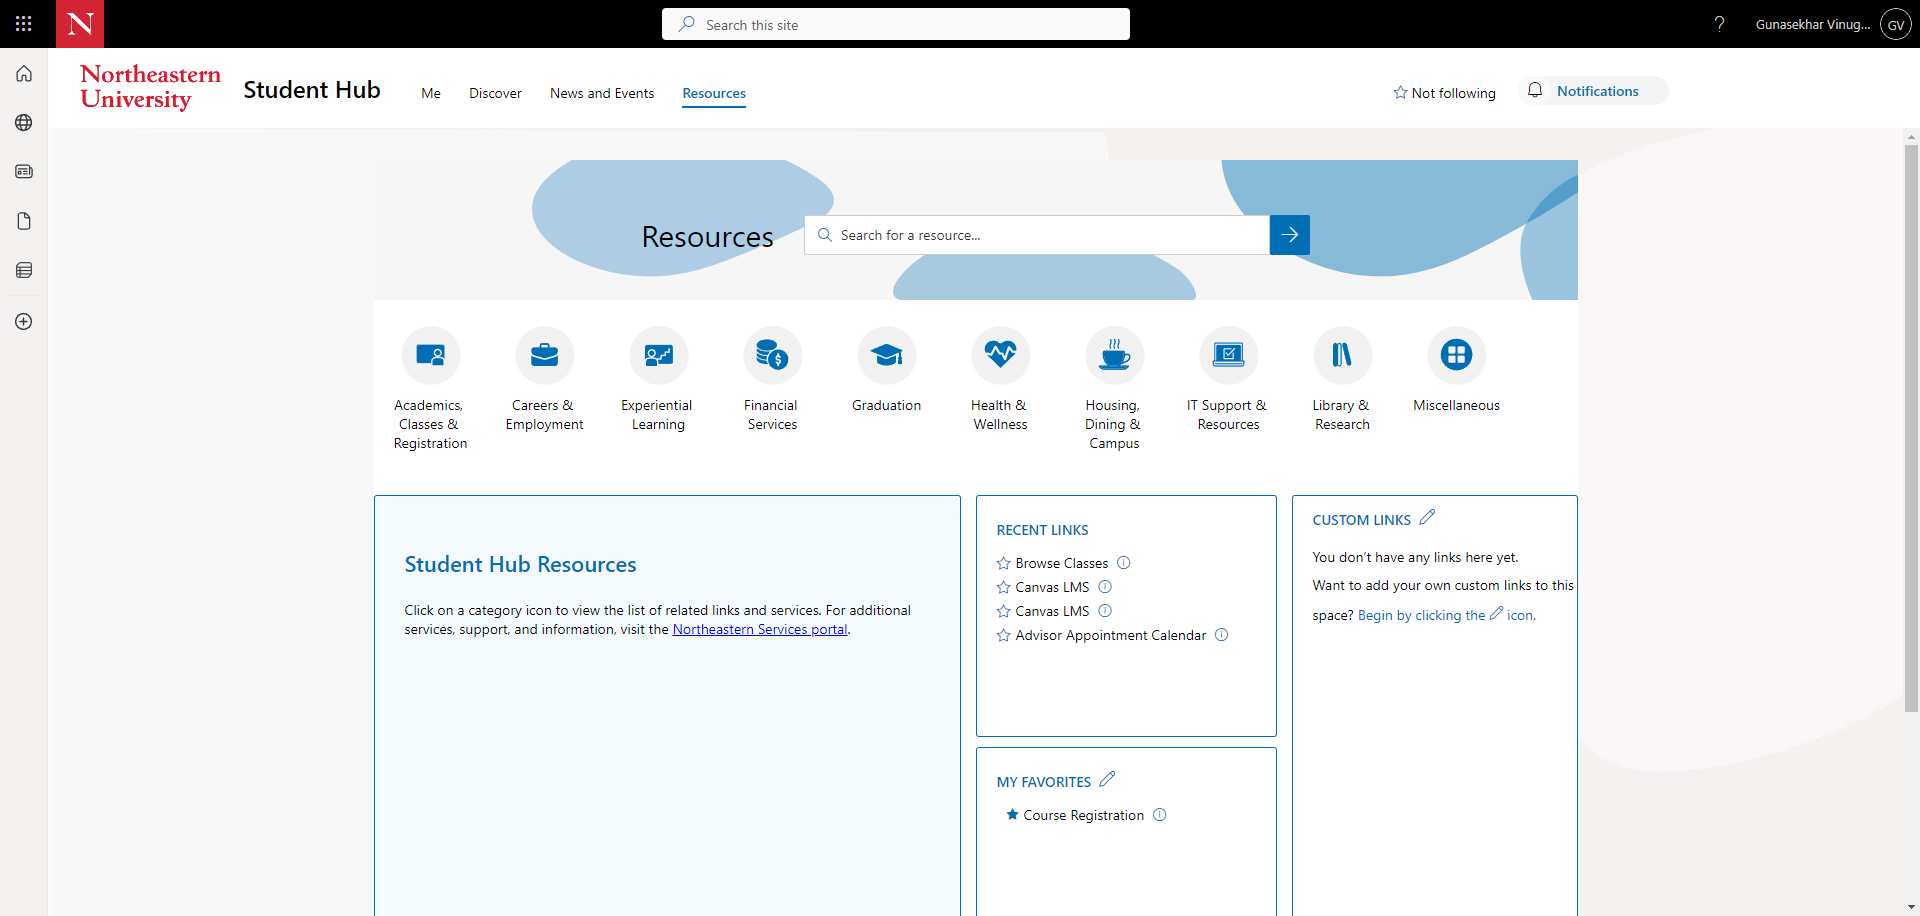 N
Search this site
?
Gunasekhar Vinug...
GV
Northeastern
University
Student Hub
Me
Discover
News and Events
Resources
Not following
Notifications
Resources
Search for a resource...
Academics,
Classes &
Registration
Careers &
Employment
Experiential
Learning
Financial
Services
Graduation
Health &
Wellness
Housing,
Dining &
Campus
IT Support &
Resources
Library &
Research
Miscellaneous
Student Hub Resources
Click on a category icon to view the list of related links and services. For additional
services, support, and information, visit the Northeastern Services portal.
RECENT LINKS
Browse Classes
Canvas LMS
Canvas LMS
Advisor Appointment Calendar
MY FAVORITES
Course Registration
CUSTOM LINKS
You don't have any links here yet.
Want to add your own custom links to this
space? Begin by clicking the icon.